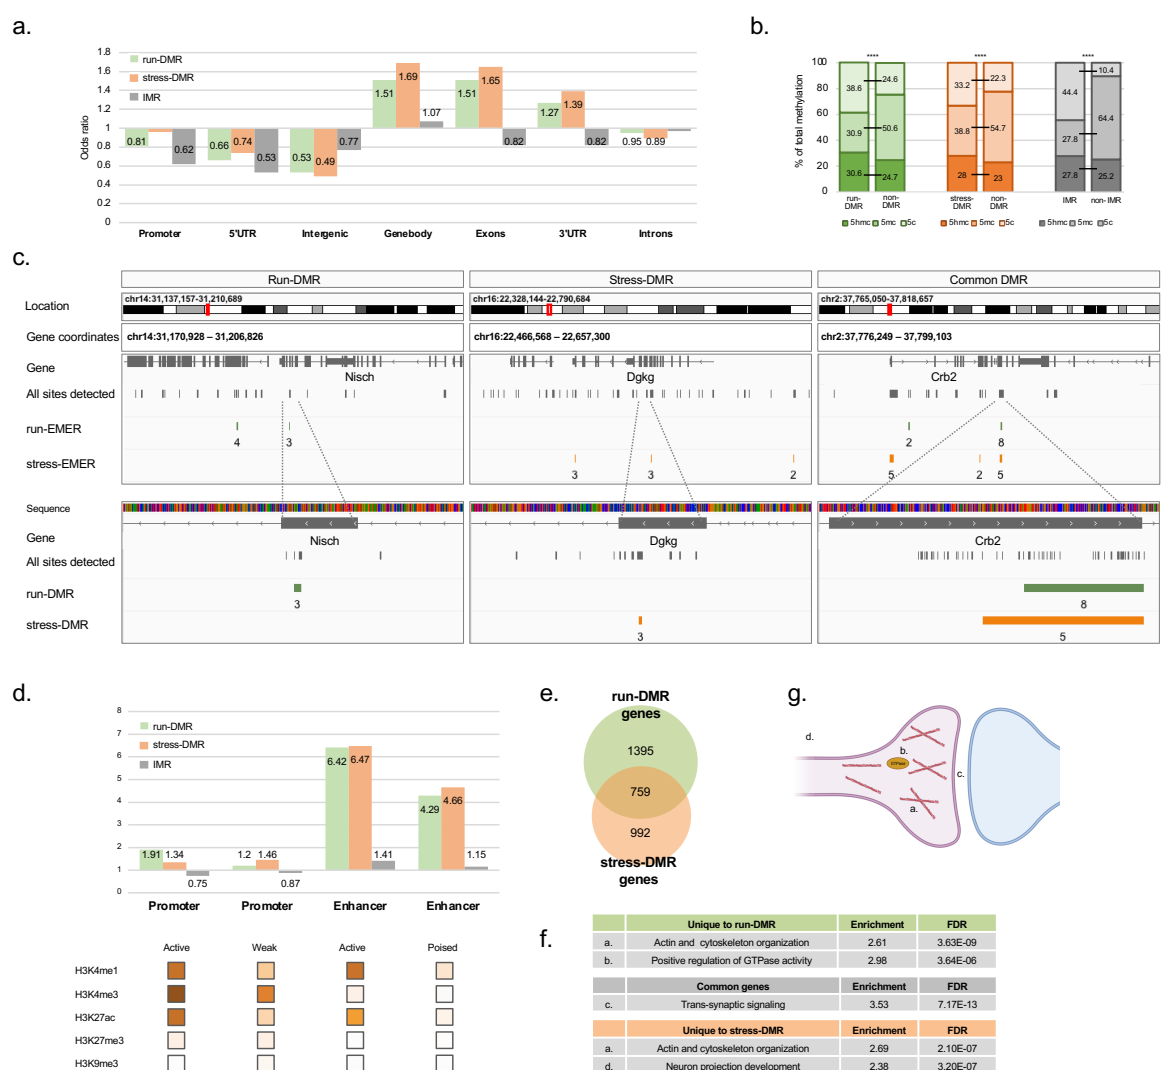 a.
1.8
1.6
1.4
1.2
1
0.8
0.6
0.4
0.2
0
Odds ratio
run-DMR
stress-DMR
IMR
0.81
0.62
0.66
0.74
0.53
0.53
0.49
0.77
1.51
1.69
1.07
1.51
1.65
0.82
1.27
1.39
0.82
0.95
0.89
Promoter
5'UTR
Intergenic
Genebody
Exons
3'UTR
Introns
b.
% of total methylation
100
80
60
40
20
0
****
****
****
38.6
30.9
30.6
24.6
50.6
24.7
33.2
38.8
28
22.3
54.7
23
44.4
27.8
27.8
10.4
64.4
25.2
run-
DMR
non-
DMR
stress-
DMR
non-
DMR
IMR
non- IMR
5hmc 5mc 5c
5hmc 5mc 5c
5hmc 5mc 5c
c.
Run-DMR
Stress-DMR
Common DMR
Location
chr14:31,137,157-31,210,689
chr16:22,328,144-22,790,684
chr2:37,765,050-37,818,657
Gene coordinates
chr14:31,170,928 – 31,206,826
chr16:22,466,568 – 22,657,300
chr2:37,776,249 – 37,799,103
Gene
Nisch
Dgkg
Crb2
All sites detected
run-EMER
4
3
2
8
stress-EMER
3
3
2
5
2
5
Sequence
Gene
Nisch
Dgkg
Crb2
All sites detected
run-DMR
3
8
stress-DMR
3
5
d.
8
7
6
5
4
3
2
1
0
run-DMR
stress-DMR
IMR
1.91
1.34
0.75
1.2
1.46
0.87
6.42
6.47
1.41
4.29
4.66
1.15
Promoter
Promoter
Enhancer
Enhancer
Active
Weak
Active
Poised
H3K4me1
H3K4me3
H3K27ac
H3K27me3
H3K9me3
e.
run-DMR
genes
1395
759
992
stress-DMR
genes
g.
d.
b.
GTPase
c.
a.
f.
Unique to run-DMR Enrichment FDR
a. Actin and cytoskeleton organization 2.61 3.63E-09
b. Positive regulation of GTPase activity 2.98 3.64E-06
Common genes Enrichment FDR
c. Trans-synaptic signaling 3.53 7.17E-13
Unique to stress-DMR Enrichment FDR
a. Actin and cytoskeleton organization 2.69 2.10E-07
d. Neuron projection development 2.38 3.20E-07